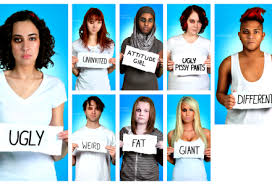 UGLY
UNINVITED
ATTITUDE
GIRL
UGLY
PISSY PANTS
DIFFERENT
WEIRD
FAT
GIANT